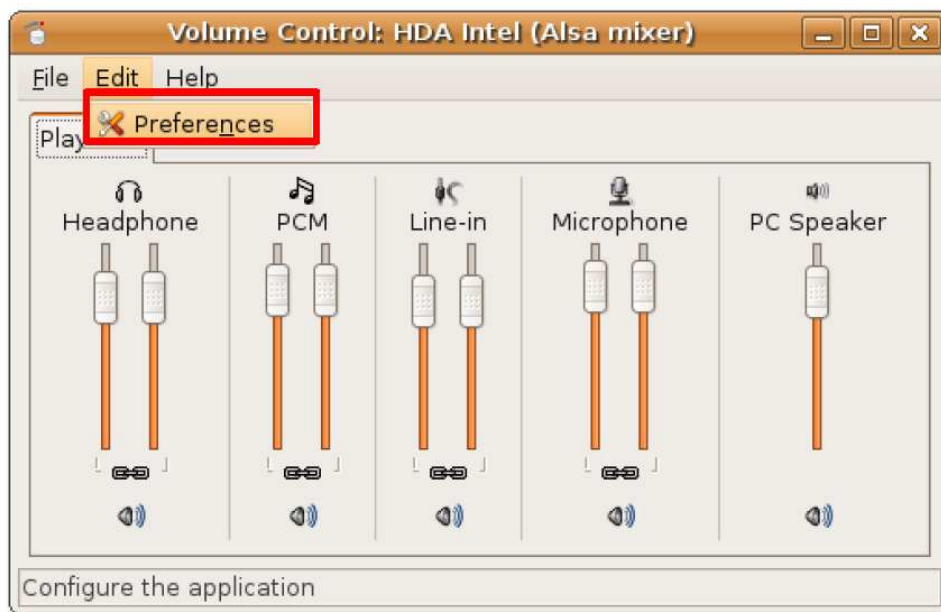 Volume Control: HDA Intel (Alsa mixer)
File Edit Help
Preferences
Play
Headphone PCM Line-in Microphone PC Speaker
Configure the application